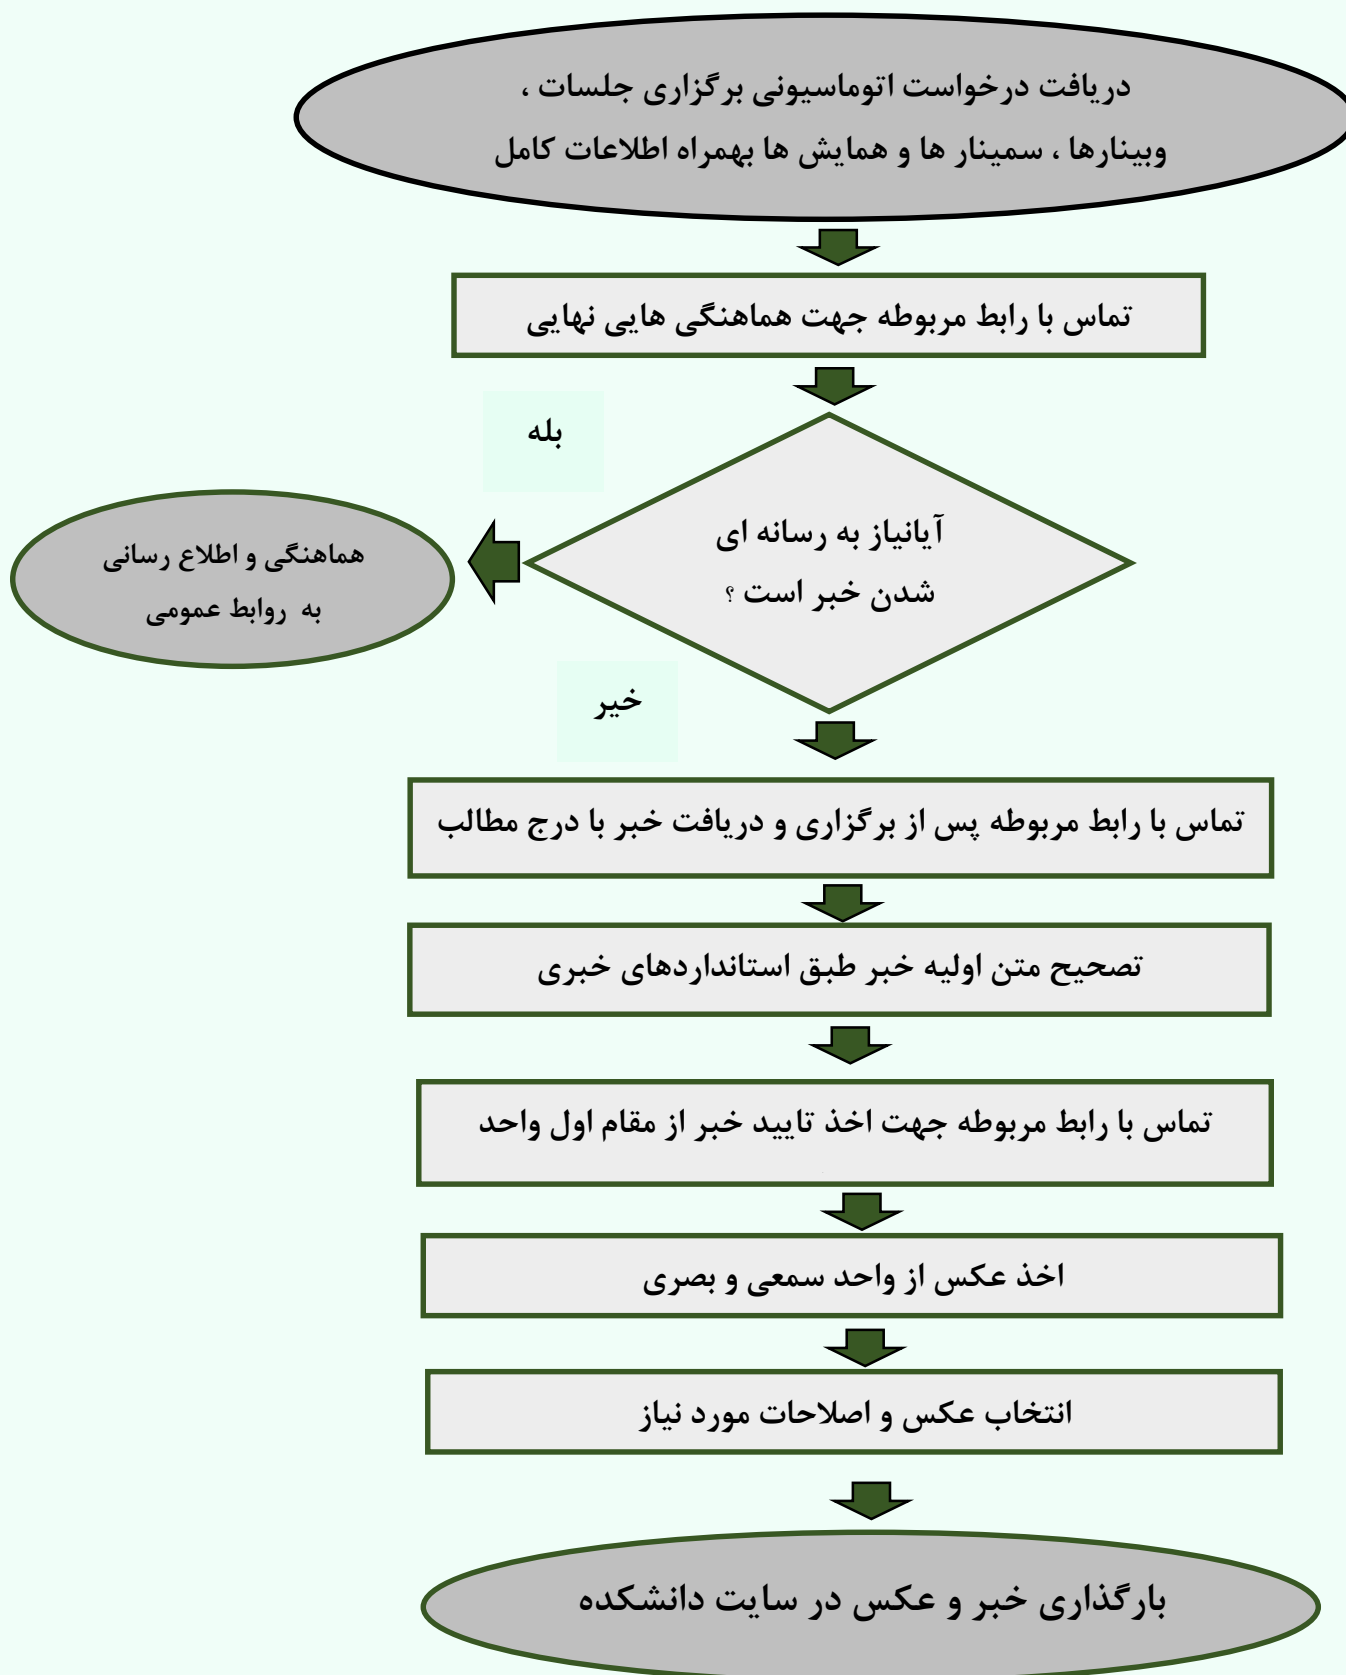 دریافت درخواست اتوماسیونی برگزاری جلسات ،
وبینارها ، سمینار ها و همایش ها بهمراه اطلاعات کامل
تماس با رابط مربوطه جهت هماهنگی هایی نهایی
بله
آیانیاز به رسانه ای
شدن خبر است ؟
هماهنگی و اطلاع رسانی
به روابط عمومی
خیر
تماس با رابط مربوطه پس از برگزاری و دریافت خبر با درج مطالب
تصحیح متن اولیه خبر طبق استانداردهای خبری
تماس با رابط مربوطه جهت اخذ تایید خبر از مقام اول واحد
اخذ عکس از واحد سمعی و بصری
انتخاب عکس و اصلاحات مورد نیاز
بارگذاری خبر و عکس در سایت دانشکده